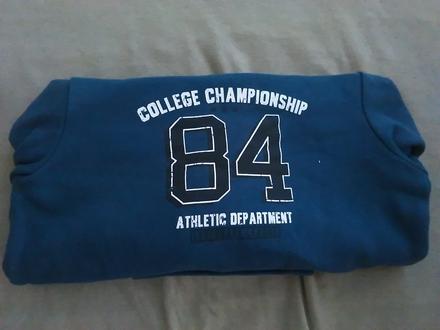 COLLEGE CHAMPIONSHIP
84
ATHLETIC DEPARTMENT